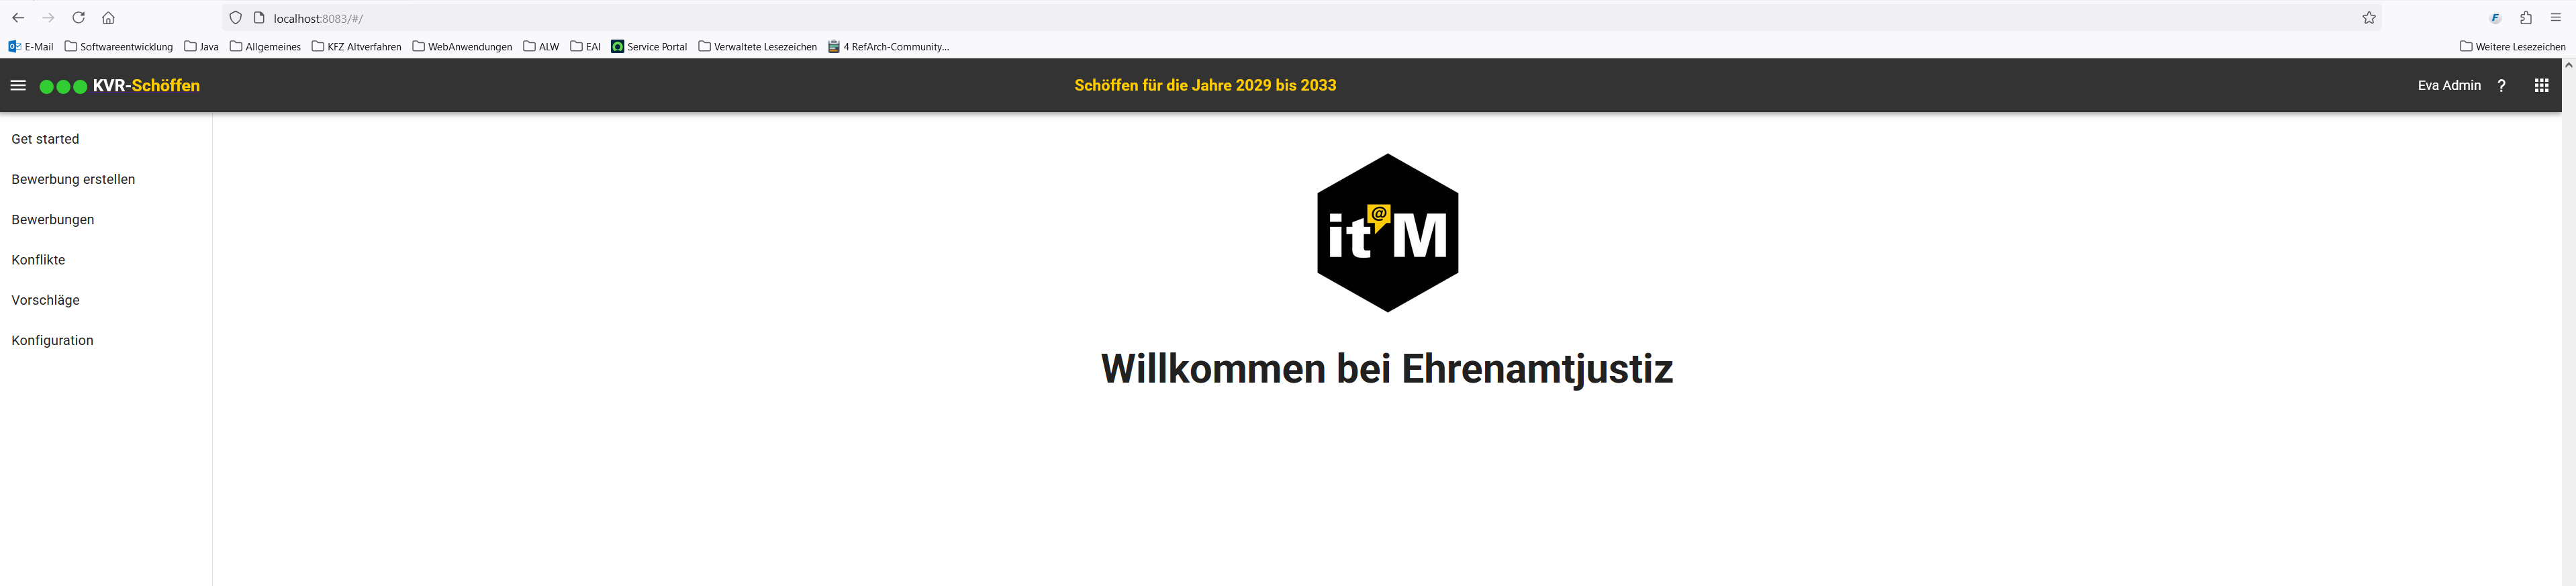 localhost:8083/#/
E-Mail Softwareentwicklung Java Allgemeines KFZ Altverfahren WebAnwendungen ALW EAI Service Portal Verwaltete Lesezeichen 4 RefArch-Community... Weitere Lesezeichen
KVR-Schöffen Schöffen für die Jahre 2029 bis 2033 Eva Admin ?
Get started
Bewerbung erstellen
Bewerbungen
Konflikte
Vorschläge
Konfiguration
it@M
Willkommen bei Ehrenamtjustiz